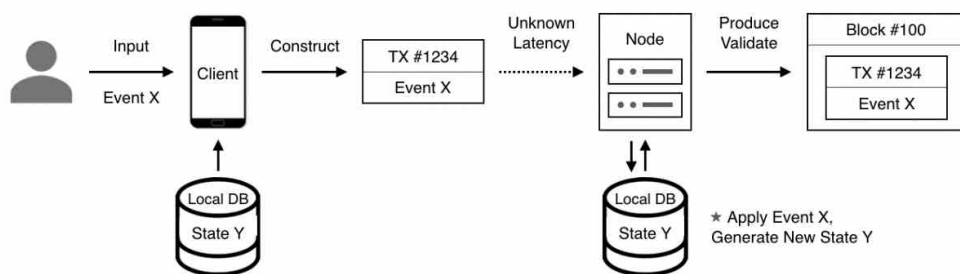 Input
Event X
Client
Construct
TX #1234
Event X
Unknown
Latency
Node
Produce
Validate
Block #100
TX #1234
Event X
Local DB
State Y
Local DB
State Y
★ Apply Event X,
Generate New State Y